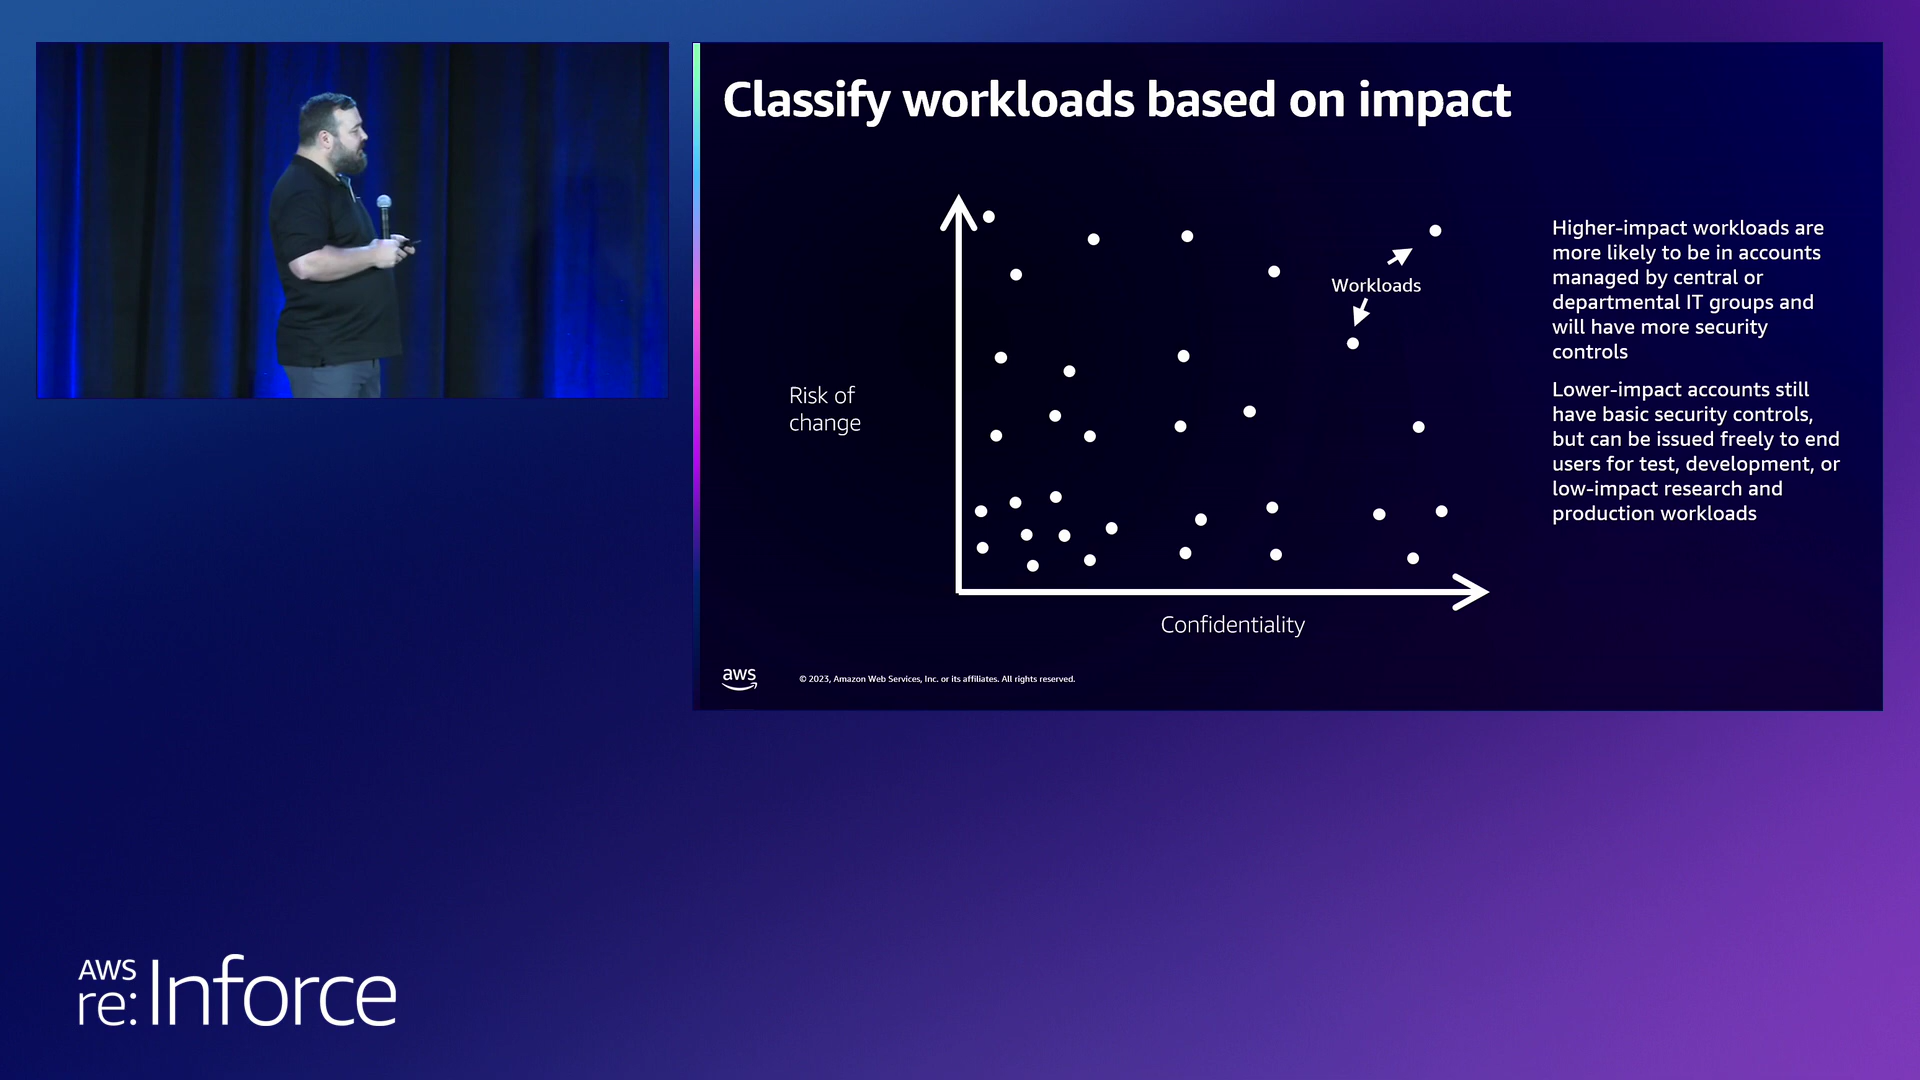 Classify workloads based on impact
Risk of
change
Workloads
Confidentiality
Higher-impact workloads are
more likely to be in accounts
managed by central or
departmental IT groups and
will have more security
controls
Lower-impact accounts still
have basic security controls,
but can be issued freely to end
users for test, development, or
low-impact research and
production workloads
aws
© 2023, Amazon Web Services, Inc. or its affiliates. All rights reserved.
AWS
re:Inforce